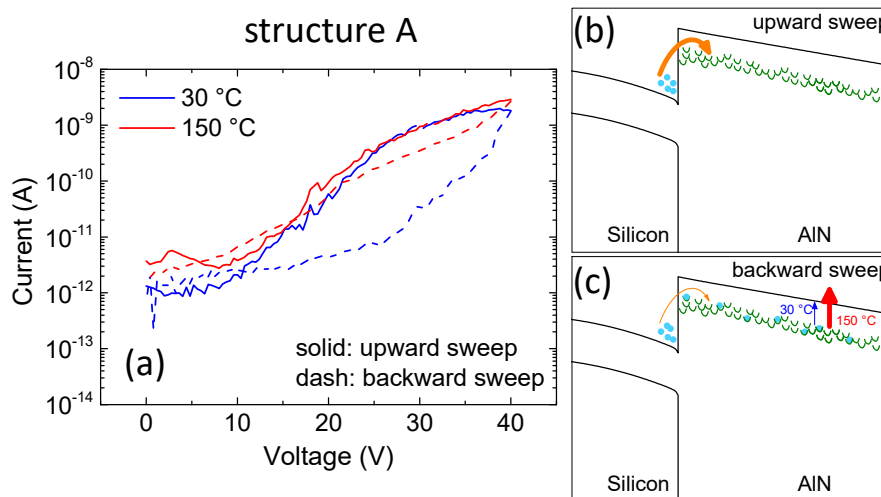 structure A
10⁻⁸
10⁻⁹
10⁻¹⁰
10⁻¹¹
10⁻¹²
10⁻¹³
10⁻¹⁴
Current (A)
30 °C
150 °C
(a)
solid: upward sweep
dash: backward sweep
0
10
20
30
40
Voltage (V)
(b)
upward sweep
Silicon
AlN
(c)
backward sweep
30 °C
150 °C
Silicon
AlN